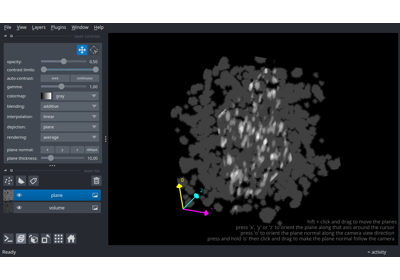 File View Layers Plugins Window Help
opacity: 0,50
contrast limits:
auto-contrast: once continuous
gamma: 1,00
colormap: gray
blending: additive
interpolation: linear
depiction: plane
rendering: average
plane normal: x y z oblique
plane thickness: 10,00
plane
volume
hift + click and drag to move the planes
press 'x', 'y' or 'z' to orient the plane normal along that axis around the cursor
press 'o' to orient the plane normal along the camera view direction
press and hold 'o' then click and drag to make the plane normal follow the camera
Ready
activity